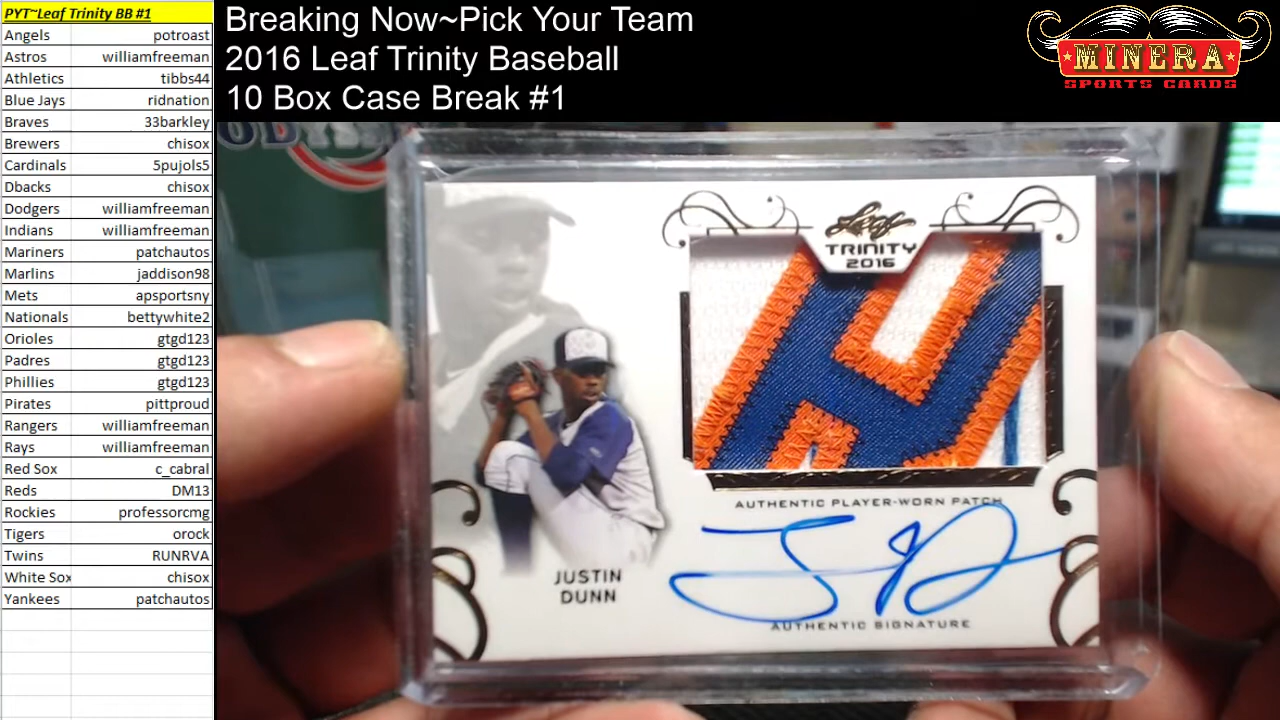 PYT~Leaf Trinity BB #1
Angels potroast
Astros williamfreeman
Athletics tibbs44
Blue Jays ridnation
Braves 33barkley
Brewers chisox
Cardinals 5pujols5
Dbacks chisox
Dodgers williamfreeman
Indians williamfreeman
Mariners patchautos
Marlins jaddison98
Mets apsportsny
Nationals bettywhite2
Orioles gtgd123
Padres gtgd123
Phillies gtgd123
Pirates pittproud
Rangers williamfreeman
Rays williamfreeman
Red Sox c_cabral
Reds DM13
Rockies professorcmg
Tigers orock
Twins RUNRVA
White Sox chisox
Yankees patchautos
Breaking Now~Pick Your Team
2016 Leaf Trinity Baseball
10 Box Case Break #1
MINERA
SPORTS CARDS
Leaf
TRINITY
2016
AUTHENTIC PLAYER-WORN PATCH
JUSTIN
DUNN
AUTHENTIC SIGNATURE